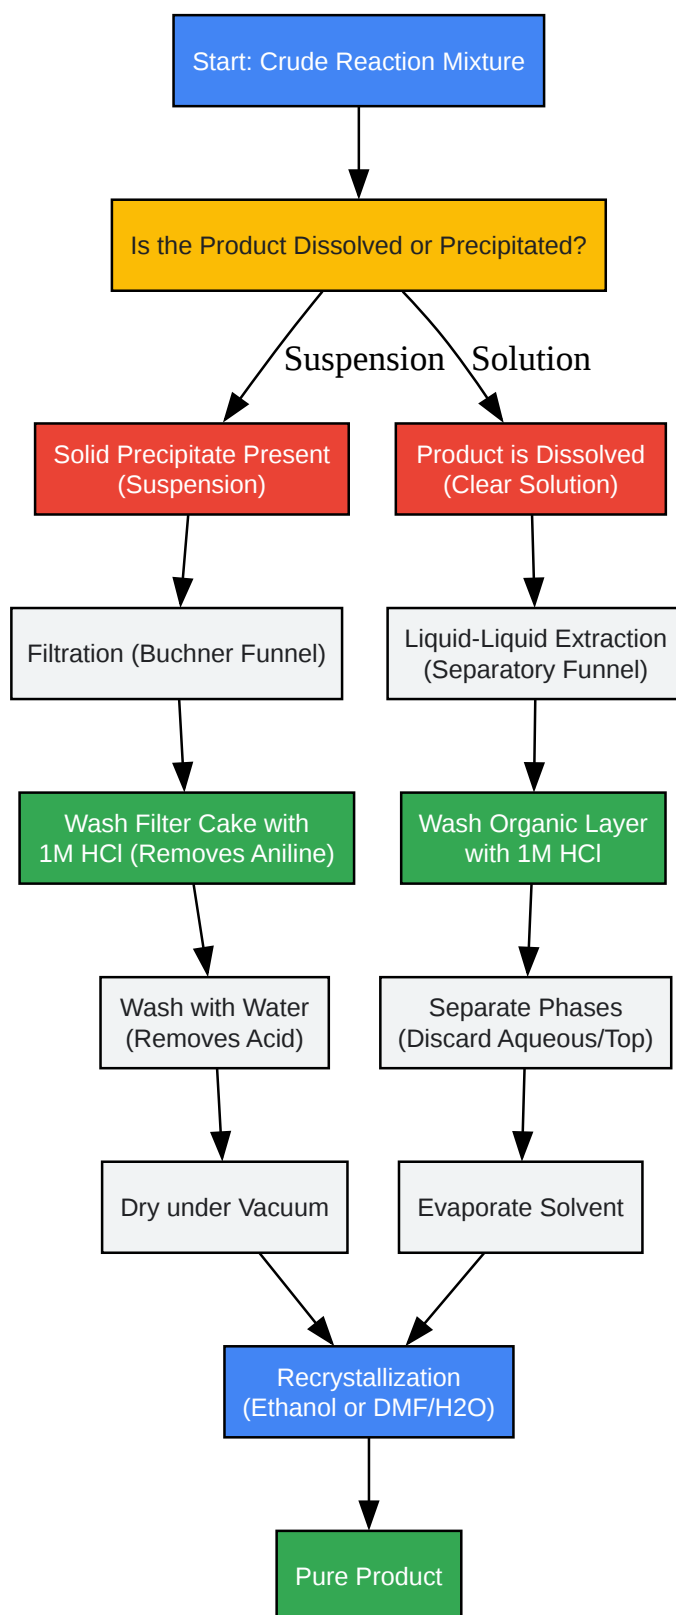 Start: Crude Reaction Mixture
Is the Product Dissolved or Precipitated?
Suspension
Solution
Solid Precipitate Present
(Suspension)
Product is Dissolved
(Clear Solution)
Filtration (Buchner Funnel)
Liquid-Liquid Extraction
(Separatory Funnel)
Wash Filter Cake with
1M HCl (Removes Aniline)
Wash Organic Layer
with 1M HCl
Wash with Water
(Removes Acid)
Separate Phases
(Discard Aqueous/Top)
Dry under Vacuum
Evaporate Solvent
Recrystallization
(Ethanol or DMF/H2O)
Pure Product